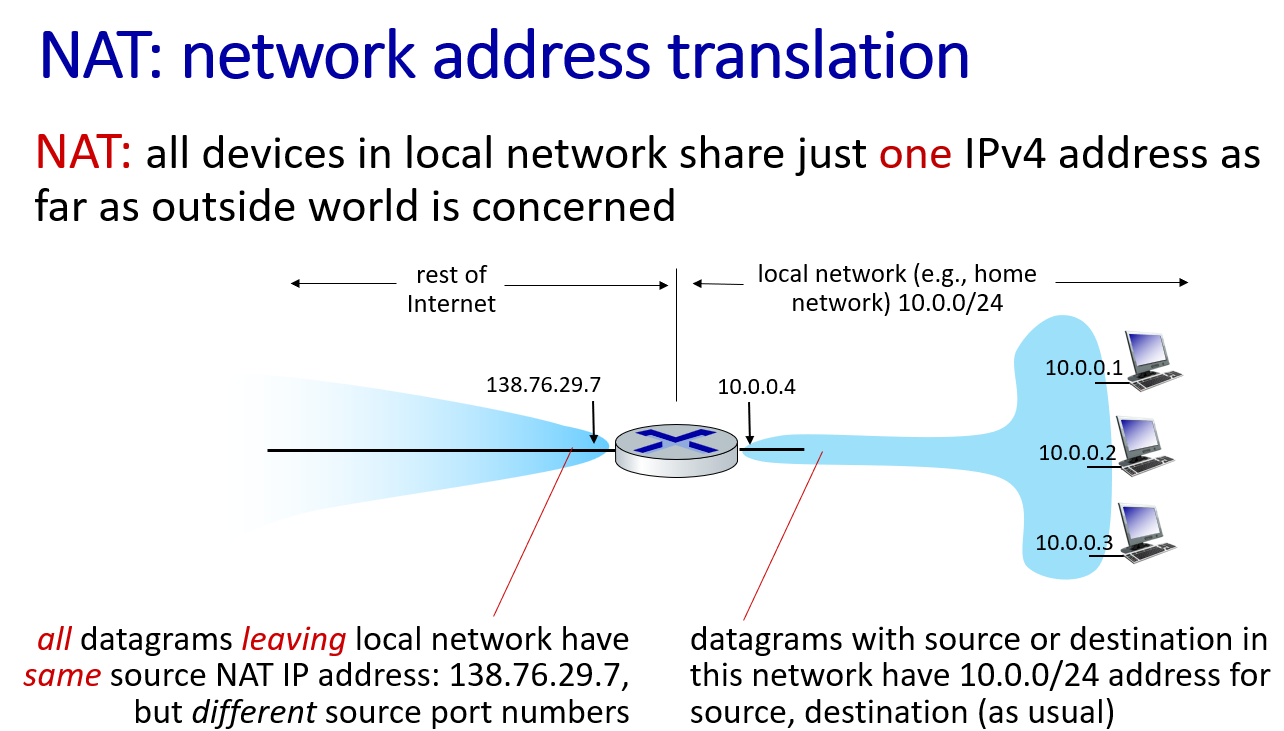 NAT: network address translation
NAT: all devices in local network share just one IPv4 address as
far as outside world is concerned
rest of
Internet
local network (e.g., home
network) 10.0.0/24
138.76.29.7
10.0.0.4
10.0.0.1
10.0.0.2
10.0.0.3
all datagrams leaving local network have
same source NAT IP address: 138.76.29.7,
but different source port numbers
datagrams with source or destination in
this network have 10.0.0/24 address for
source, destination (as usual)